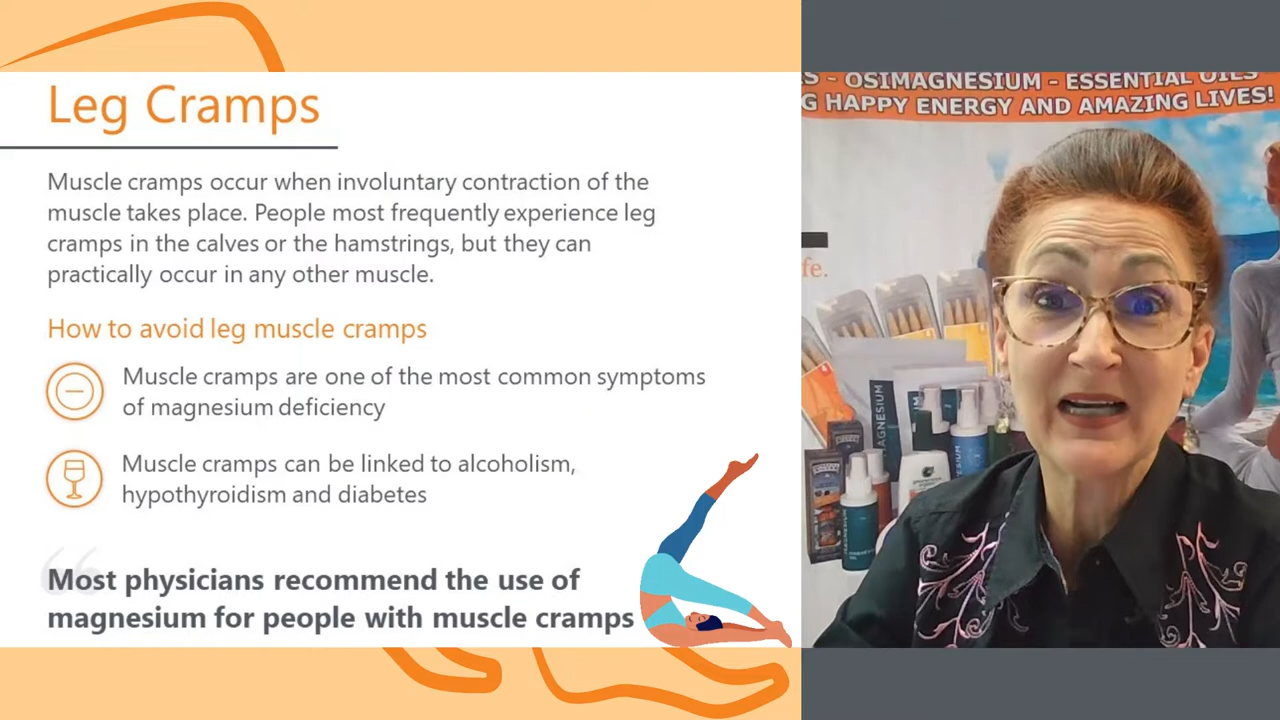 Leg Cramps
Muscle cramps occur when involuntary contraction of the
muscle takes place. People most frequently experience leg
cramps in the calves or the hamstrings, but they can
practically occur in any other muscle.
How to avoid leg muscle cramps
Muscle cramps are one of the most common symptoms
of magnesium deficiency
Muscle cramps can be linked to alcoholism,
hypothyroidism and diabetes
Most physicians recommend the use of
magnesium for people with muscle cramps
- OSIMAGNESIUM - ESSENTIAL OILS
HAPPY ENERGY AND AMAZING LIVES!
MAGNESIUM